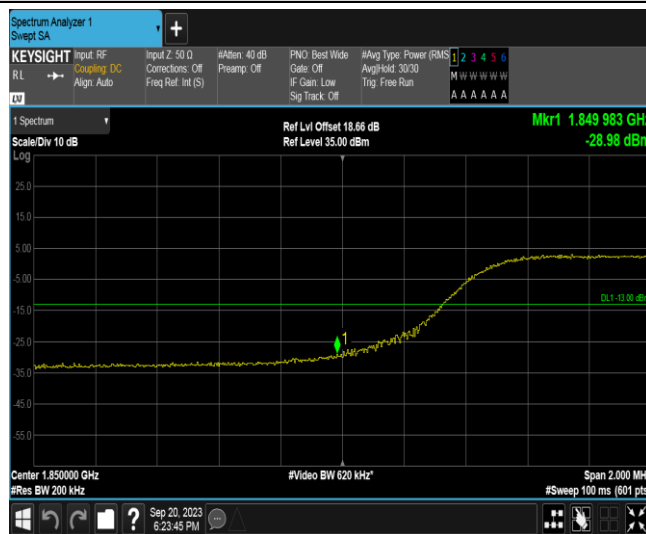 Spectrum Analyzer 1
Swept SA
KEYSIGHT Input: RF Input Z: 50 Ω #Atten: 40 dB PNO: Best Wide #Avg Type: Power (RMS 1 2 3 4 5 6
RL Coupling: DC Corrections: Off Preamp: Off Gate: Off Avg|Hold: 30/30 M W W W W W
Align: Auto Freq Ref: Int (S) IF Gain: Low Trig: Free Run
LXI Sig Track: Off A A A A A A
1 Spectrum Ref Lvl Offset 18.66 dB Mkr1 1.849 983 GHz
Scale/Div 10 dB Ref Level 35.00 dBm -28.98 dBm
Log
25.0
15.0
5.00
-5.00
DL1 -13.00 dBm
-15.0
-25.0
1
-35.0
-45.0
-55.0
Center 1.850000 GHz #Video BW 620 kHz* Span 2.000 MH
#Res BW 200 kHz #Sweep 100 ms (601 pts
? Sep 20, 2023
6:23:45 PM